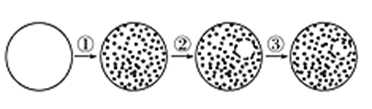 ① ② ③